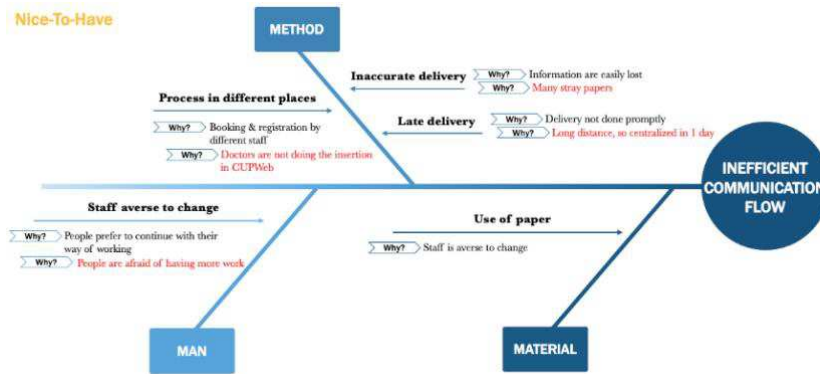 Nice-To-Have
METHOD
Inaccurate delivery
Why? Information are easily lost
Why? Many stray papers
Process in different places
Why? Booking & registration by
different staff
Why? Doctors are not doing the insertion
in CUPWeb
Late delivery
Why? Delivery not done promptly
Why? Long distance, so centralized in 1 day
INEFFICIENT
COMMUNICATION
FLOW
Staff averse to change
Why? People prefer to continue with their
way of working
Why? People are afraid of having more work
Use of paper
Why? Staff is averse to change
MAN
MATERIAL